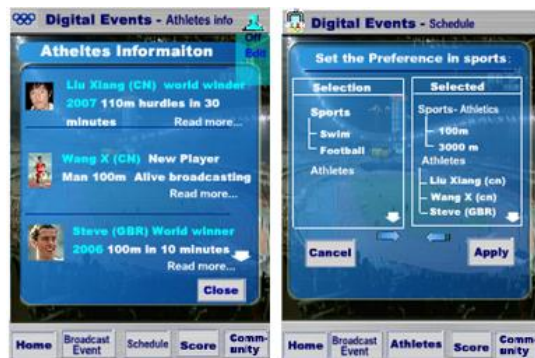 Digital Events - Athletes info
Off
Edit
Atheltes Informaiton
Liu Xiang (CN) world winder
2007 110m hurdles in 30
minutes
Read more...
Wang X (CN) New Player
Man 100m Alive broadcasting
Read more...
Steve (GBR) World winner
2006 100m in 10 minutes
Read more...
Close
Home
Broadcast
Event
Schedule
Score
Comm-
unity
Digital Events - Schedule
Set the Preference in sports:
Selection
Sports
Swim
Football
Athletes
Selected
Sports- Athletics
100m
3000 m
Athletes
Liu Xiang (cn)
Wang X (cn)
Steve (GBR)
Cancel
Apply
Home
Broadcast
Event
Athletes
Score
Comm-
unity